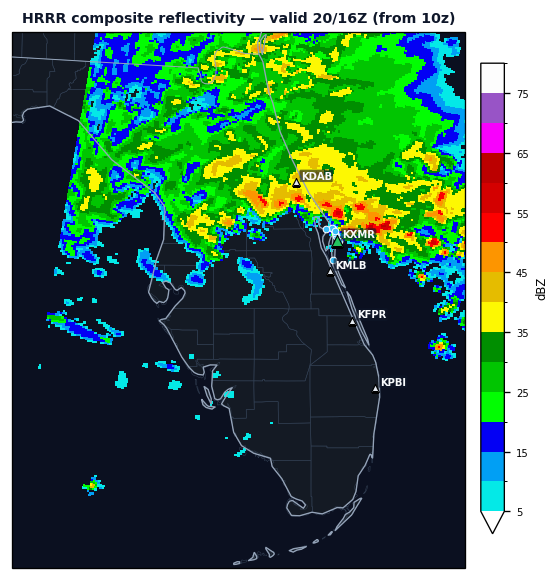 HRRR composite reflectivity — valid 20/16Z (from 10z)
KDAB
KXMR
KMLB
KFPR
KPBI
75
65
55
45
35
25
15
5
dBZ